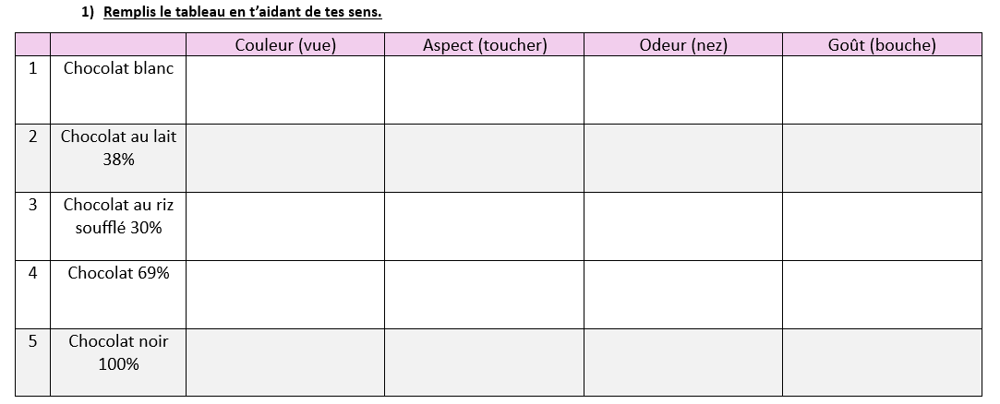 1) Remplis le tableau en t’aidant de tes sens.
Couleur (vue) Aspect (toucher) Odeur (nez) Goût (bouche)
1 Chocolat blanc
2 Chocolat au lait
38%
3 Chocolat au riz
soufflé 30%
4 Chocolat 69%
5 Chocolat noir
100%